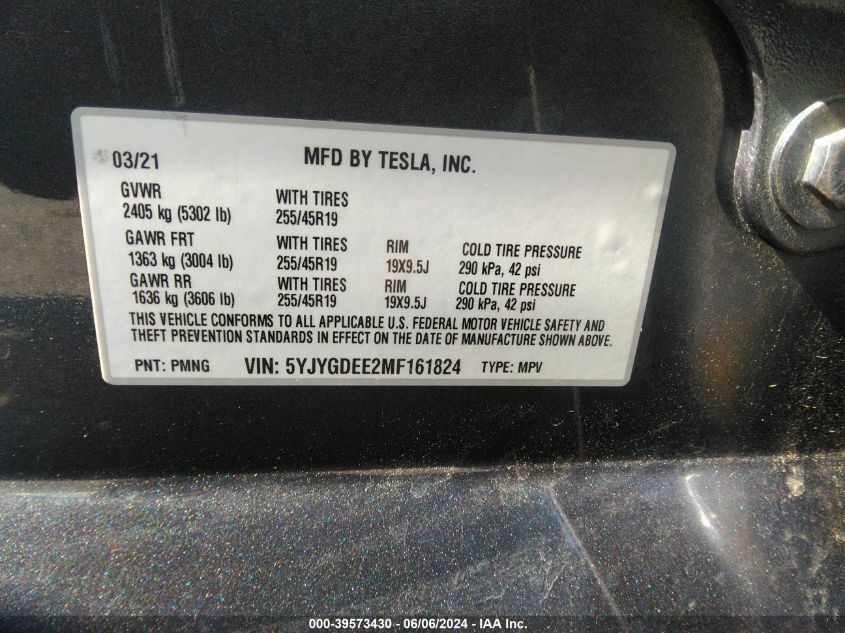 03/21 MFD BY TESLA, INC.
GVWR WITH TIRES
2405 kg (5302 lb) 255/45R19
GAWR FRT WITH TIRES RIM COLD TIRE PRESSURE
1363 kg (3004 lb) 255/45R19 19X9.5J 290 kPa, 42 psi
GAWR RR WITH TIRES RIM COLD TIRE PRESSURE
1636 kg (3606 lb) 255/45R19 19X9.5J 290 kPa, 42 psi
THIS VEHICLE CONFORMS TO ALL APPLICABLE U.S. FEDERAL MOTOR VEHICLE SAFETY AND
THEFT PREVENTION STANDARDS IN EFFECT ON THE DATE OF MANUFACTURE SHOWN ABOVE.
PNT: PMNG VIN: 5YJYGDEE2MF161824 TYPE: MPV
000-39573430 - 06/06/2024 - IAA Inc.